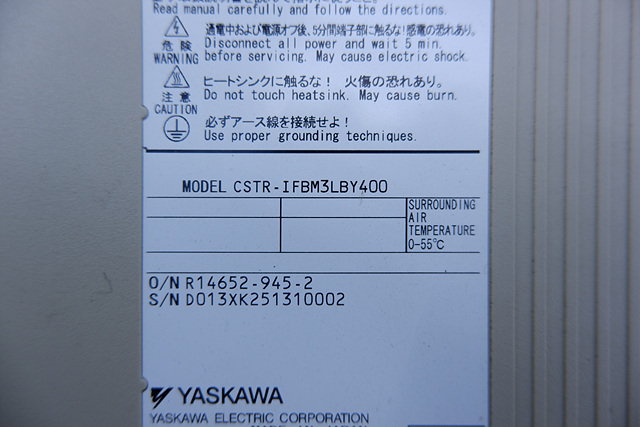 Read manual carefully and follow the directions.
通電中および電源オフ後、5分間端子部に触るな!感電の恐れあり。
危険
WARNING
Disconnect all power and wait 5 min.
before servicing. May cause electric shock.
ヒートシンクに触るな! 火傷の恐れあり。
注意
CAUTION
Do not touch heatsink. May cause burn.
必ずアース線を接続せよ!
Use proper grounding techniques.
MODEL CSTR-IFBM3LBY400
SURROUNDING
AIR
TEMPERATURE
0-55℃
O/N R14652-945-2
S/N D013XK251310002
YASKAWA
YASKAWA ELECTRIC CORPORATION